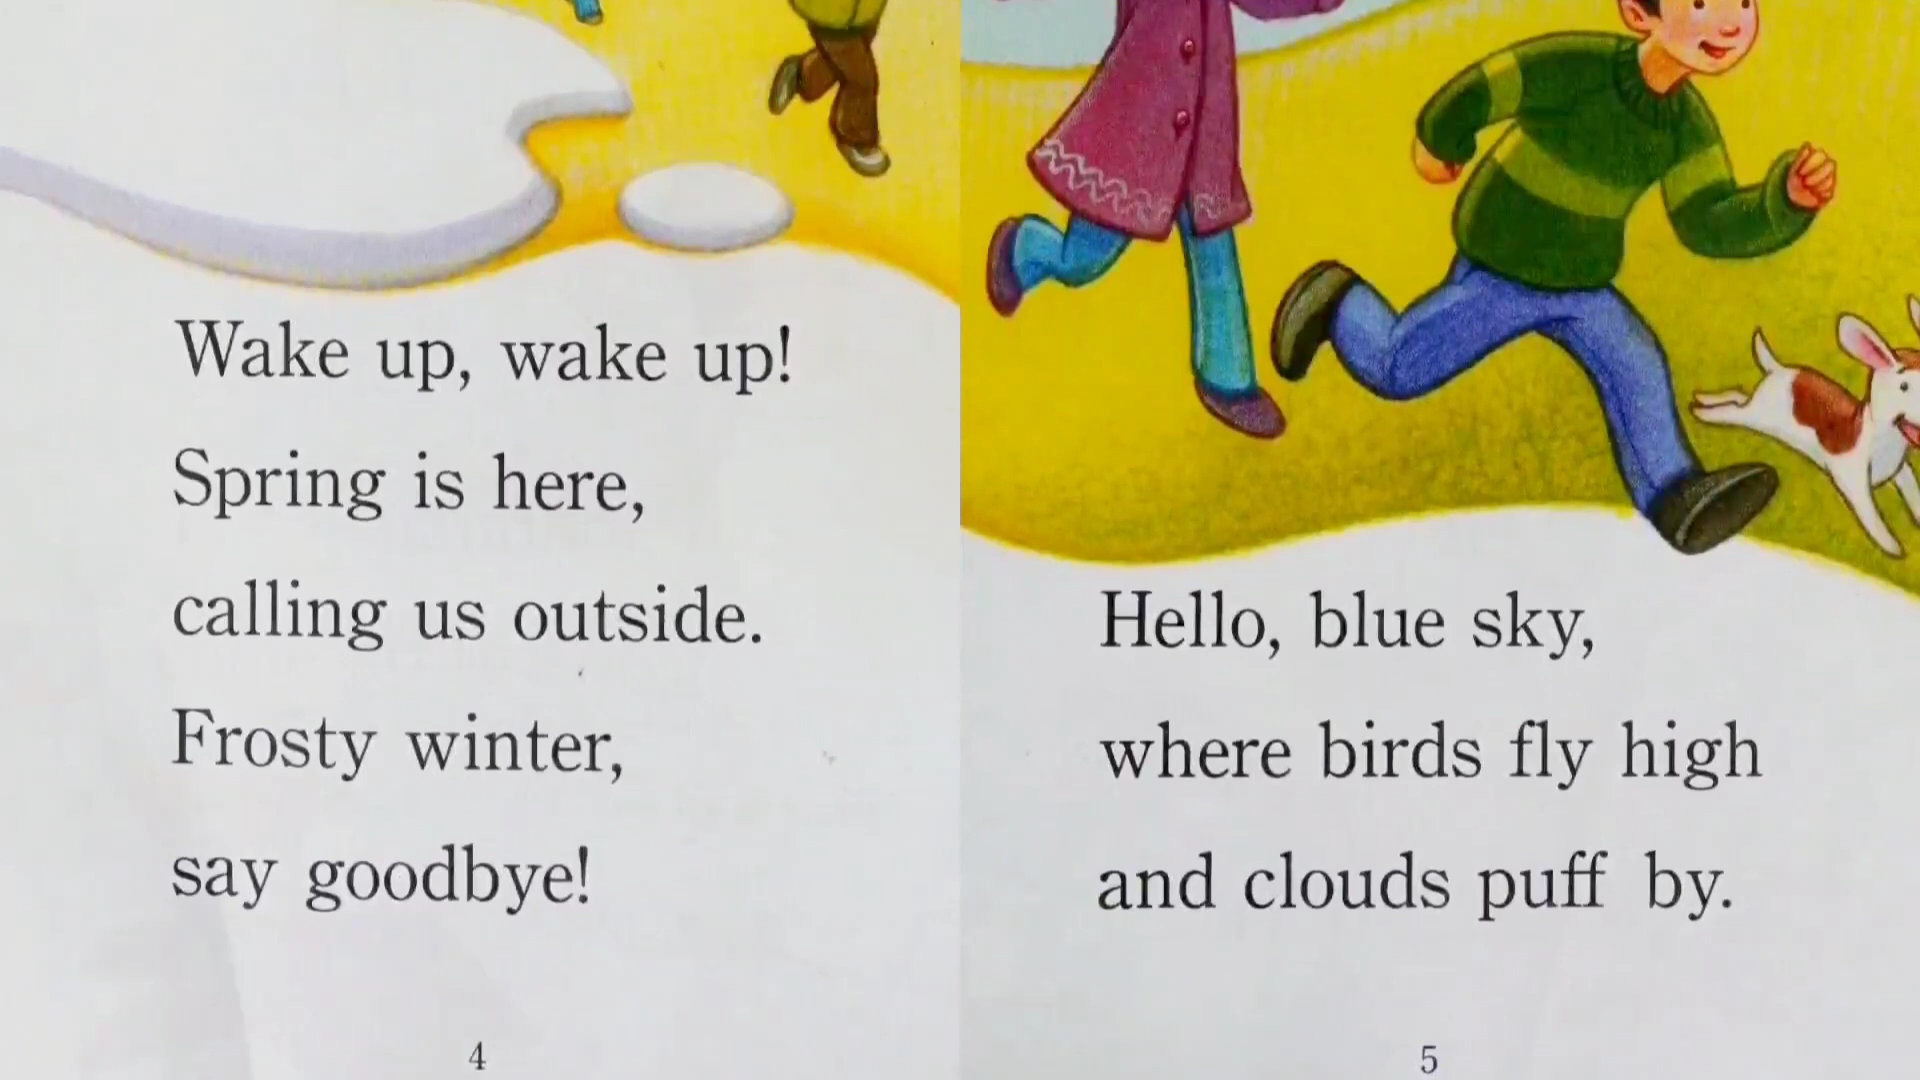 Wake up, wake up!
Spring is here,
calling us outside.
Frosty winter,
say goodbye!
4
Hello, blue sky,
where birds fly high
and clouds puff by.
5